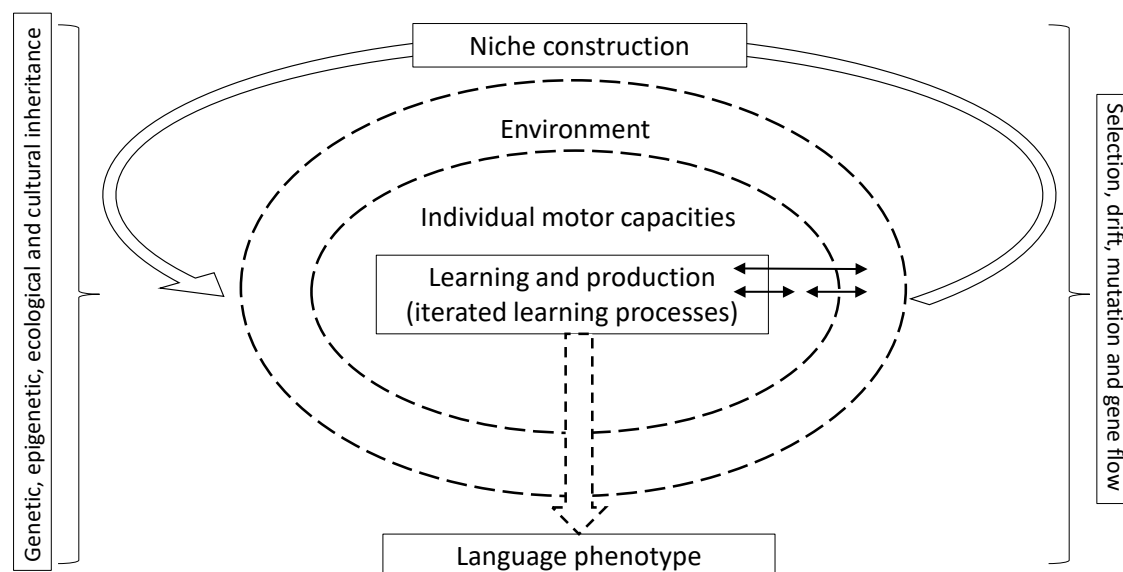 Niche construction
Environment
Individual motor capacities
Learning and production
(iterated learning processes)
Language phenotype
Genetic, epigenetic, ecological and cultural inheritance
Selection, drift, mutation and gene flow